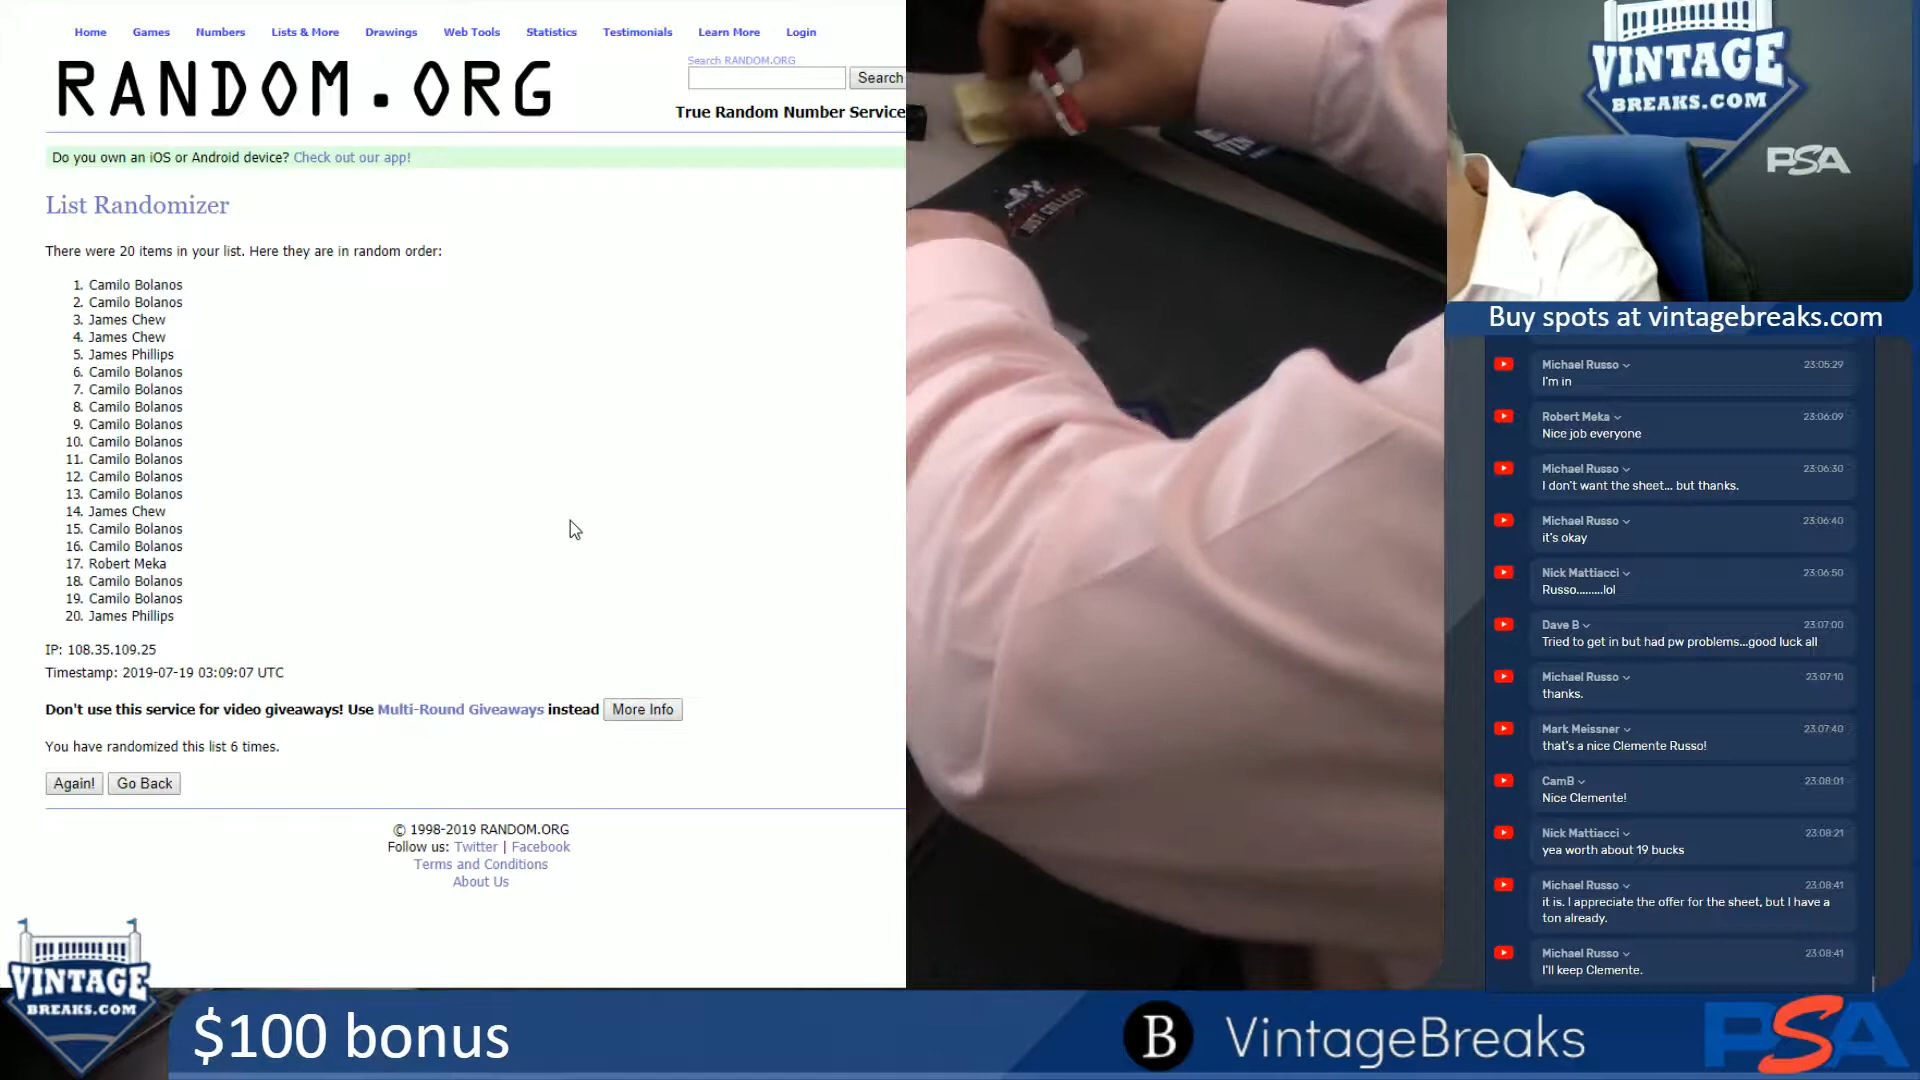 Home Games Numbers Lists & More Drawings Web Tools Statistics Testimonials Learn More Login
RANDOM.ORG
Search RANDOM.ORG
Search
True Random Number Service
Do you own an iOS or Android device? Check out our app!
List Randomizer
There were 20 items in your list. Here they are in random order:
1. Camilo Bolanos
2. Camilo Bolanos
3. James Chew
4. James Chew
5. James Phillips
6. Camilo Bolanos
7. Camilo Bolanos
8. Camilo Bolanos
9. Camilo Bolanos
10. Camilo Bolanos
11. Camilo Bolanos
12. Camilo Bolanos
13. Camilo Bolanos
14. James Chew
15. Camilo Bolanos
16. Camilo Bolanos
17. Robert Meka
18. Camilo Bolanos
19. Camilo Bolanos
20. James Phillips
IP: 108.35.109.25
Timestamp: 2019-07-19 03:09:07 UTC
Don't use this service for video giveaways! Use Multi-Round Giveaways instead More Info
You have randomized this list 6 times.
Again! Go Back
© 1998-2019 RANDOM.ORG
Follow us: Twitter | Facebook
Terms and Conditions
About Us
JUST COLLECT
VINTAGE
BREAKS.COM
PSA
Buy spots at vintagebreaks.com
Michael Russo 23:05:29
I'm in
Robert Meka 23:06:09
Nice job everyone
Michael Russo 23:06:30
I don't want the sheet... but thanks.
Michael Russo 23:06:40
it's okay
Nick Mattiacci 23:06:50
Russo.........lol
Dave B 23:07:00
Tried to get in but had pw problems...good luck all
Michael Russo 23:07:10
thanks.
Mark Meissner 23:07:40
that's a nice Clemente Russo!
CamB 23:08:01
Nice Clemente!
Nick Mattiacci 23:08:21
yea worth about 19 bucks
Michael Russo 23:08:41
it is. I appreciate the offer for the sheet, but I have a
ton already.
Michael Russo 23:08:41
I'll keep Clemente.
VINTAGE
BREAKS.COM
$100 bonus
B VintageBreaks
PSA